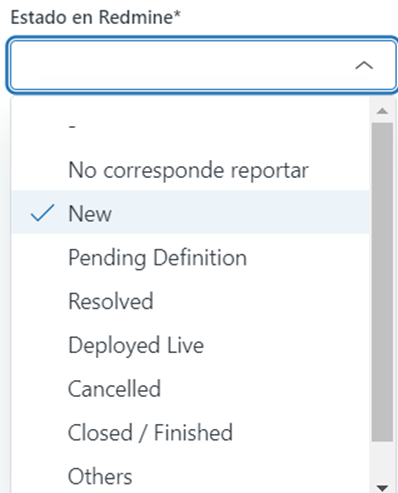 Estado en Redmine*
-
No corresponde reportar
New
Pending Definition
Resolved
Deployed Live
Cancelled
Closed / Finished
Others